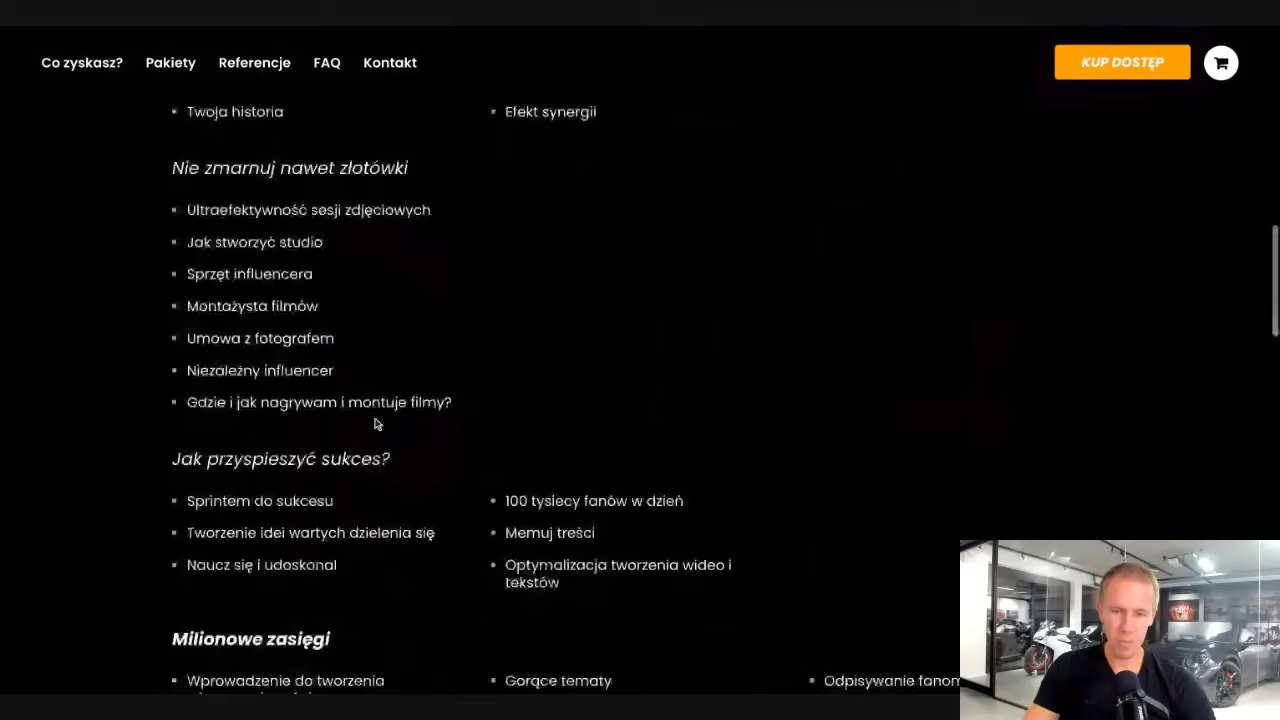 Co zyskasz? Pakiety Referencje FAQ Kontakt KUP DOSTĘP
Twoja historia Efekt synergii
Nie zmarnuj nawet złotówki
Ultraefektywność sesji zdjęciowych
Jak stworzyć studio
Sprzęt influencera
Montażysta filmów
Umowa z fotografem
Niezależny influencer
Gdzie i jak nagrywam i montuje filmy?
Jak przyspieszyć sukces?
Sprintem do sukcesu 100 tysiecy fanów w dzień
Tworzenie idei wartych dzielenia się Memuj treści
Naucz się i udoskonal Optymalizacja tworzenia wideo i
tekstów
Milionowe zasięgi
Wprowadzenie do tworzenia Gorące tematy Odpisywanie fanom